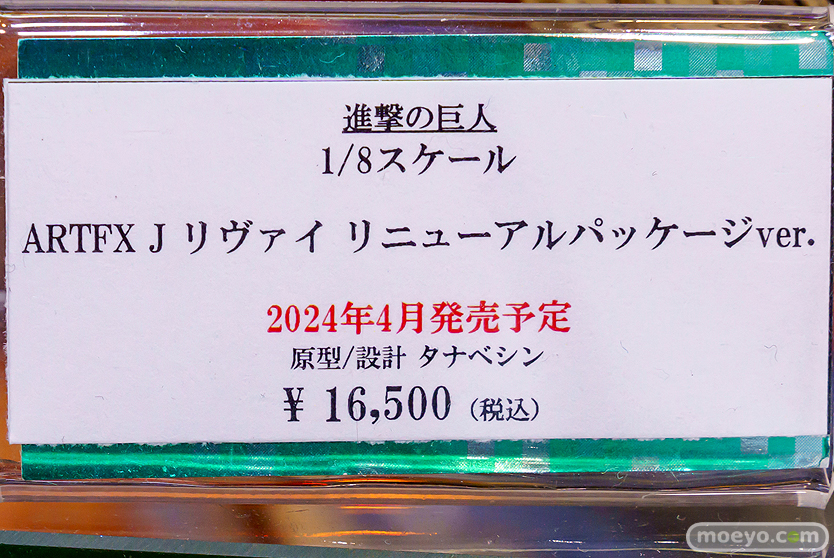 進撃の巨人
1/8スケール
ARTFX J リヴァイ リニューアルパッケージver.
2024年4月発売予定
原型/設計 タナベシン
¥ 16,500 (税込)
moeyo.com